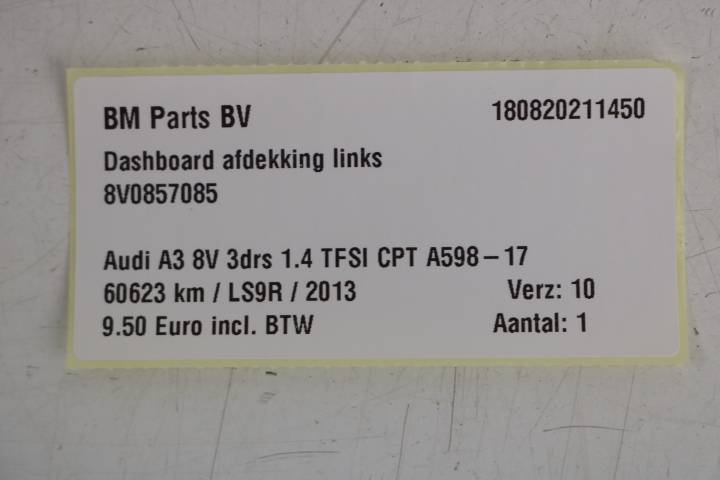 BM Parts BV 180820211450
Dashboard afdekking links
8V0857085
Audi A3 8V 3drs 1.4 TFSI CPT A598-17
60623 km / LS9R / 2013 Verz: 10
9.50 Euro incl. BTW Aantal: 1